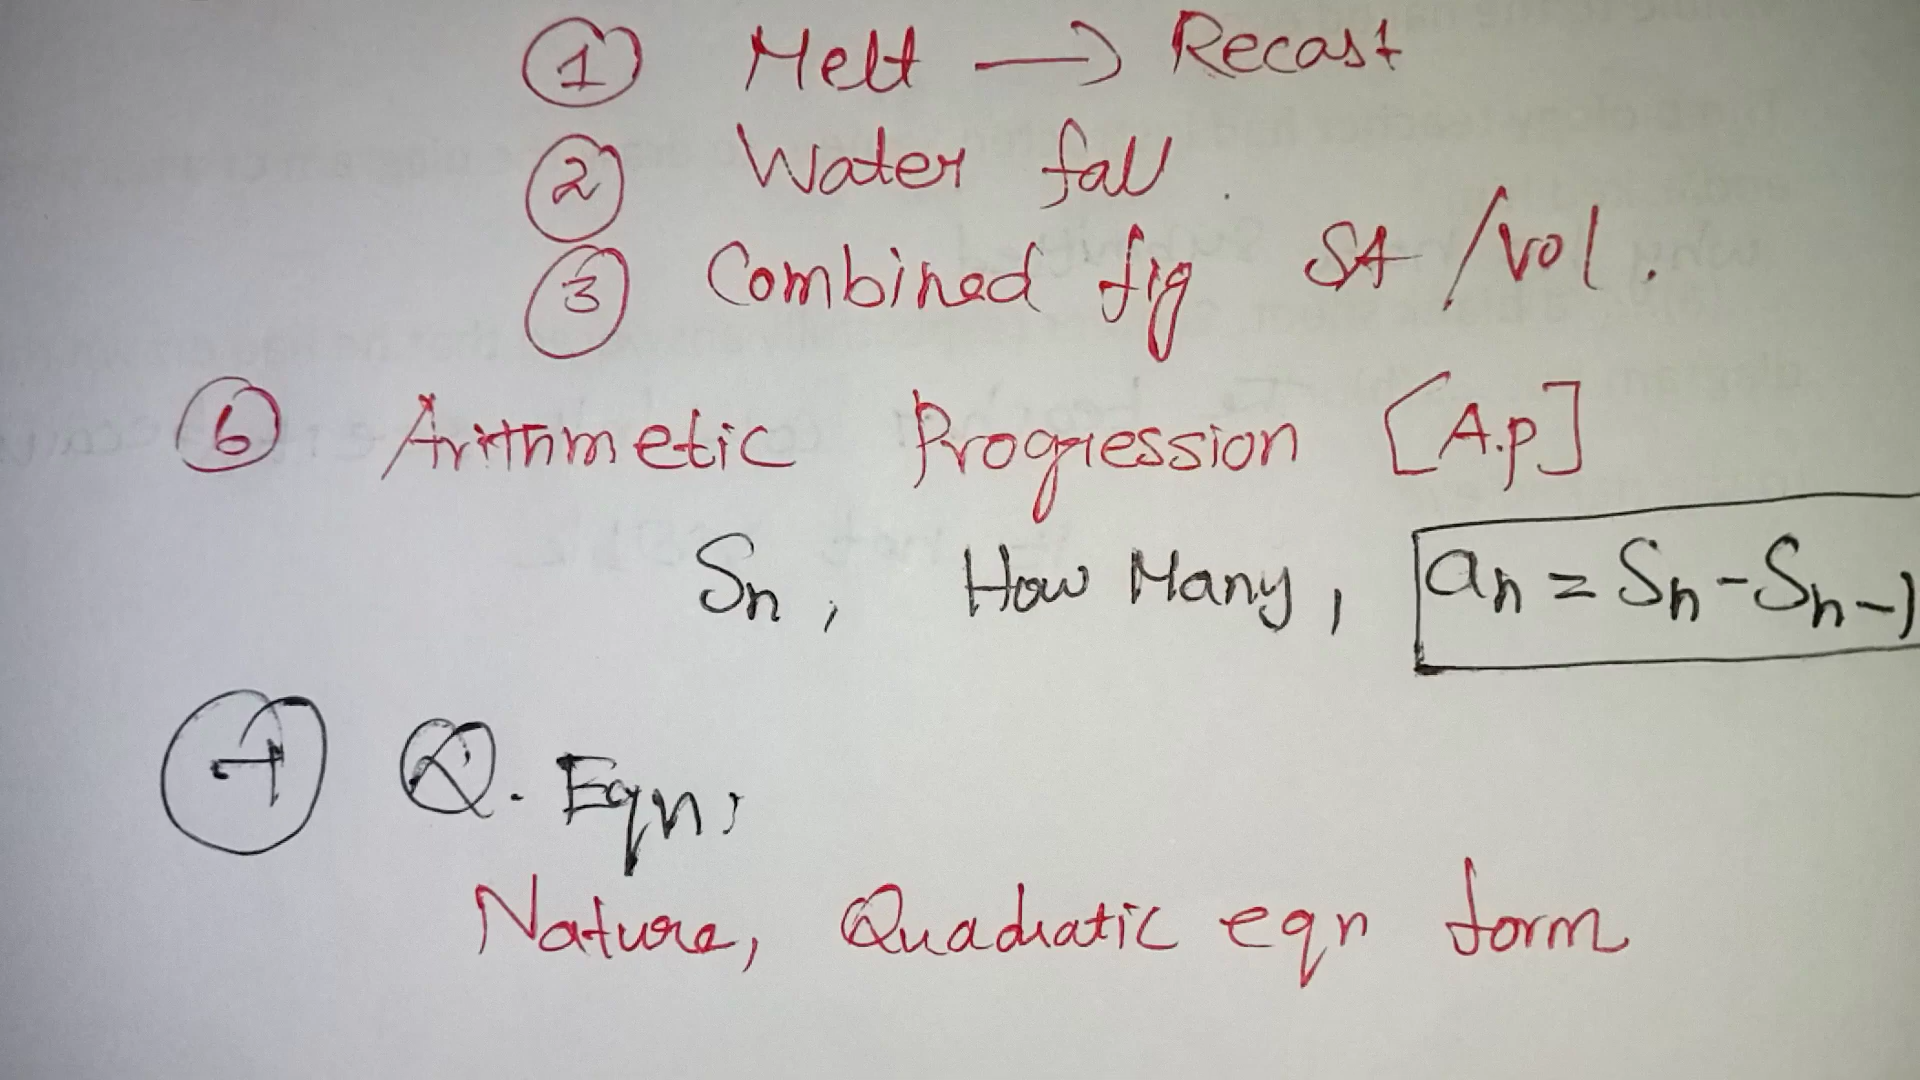 ① Melt → Recast
② Water fall
③ Combined fig SA /Vol.
⑥ Arithmetic Progression [A.p]
Sn, How Many, an = Sn - Sn-1
⑦ Q. Eqn:
Nature, Quadratic eqn form